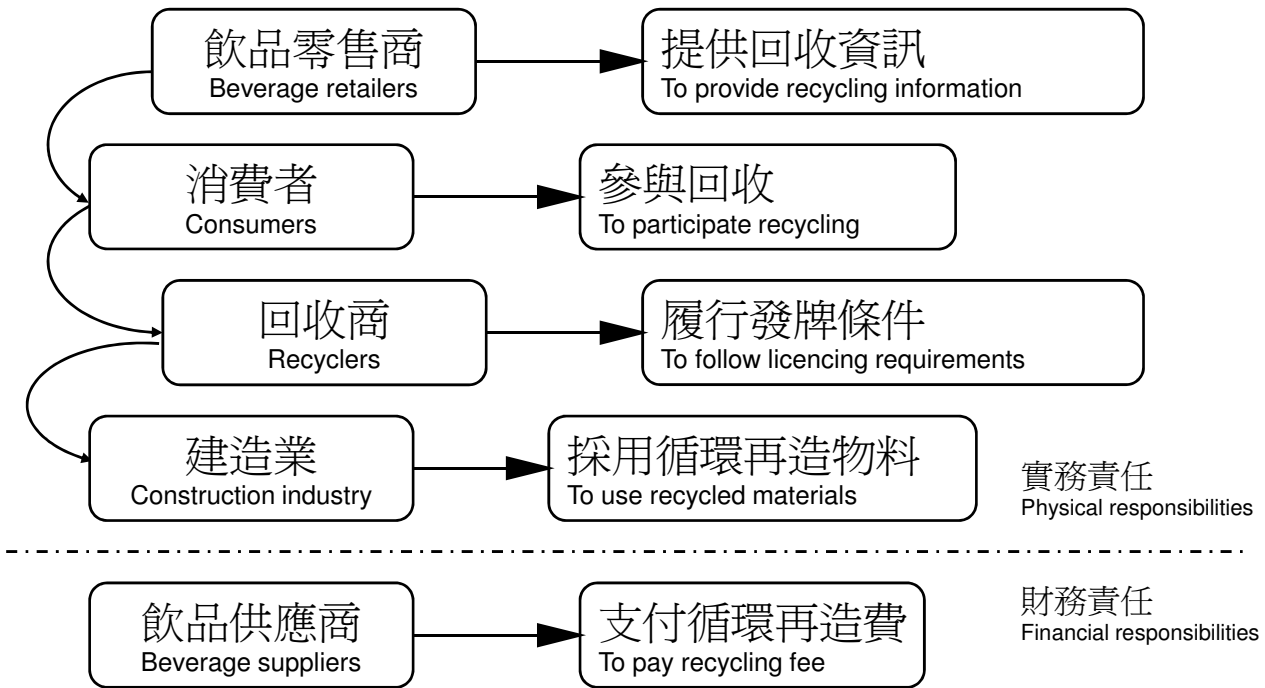 飲品零售商
Beverage retailers
提供回收資訊
To provide recycling information
消費者
Consumers
參與回收
To participate recycling
回收商
Recyclers
履行發牌條件
To follow licencing requirements
建造業
Construction industry
採用循環再造物料
To use recycled materials
實務責任
Physical responsibilities
飲品供應商
Beverage suppliers
支付循環再造費
To pay recycling fee
財務責任
Financial responsibilities